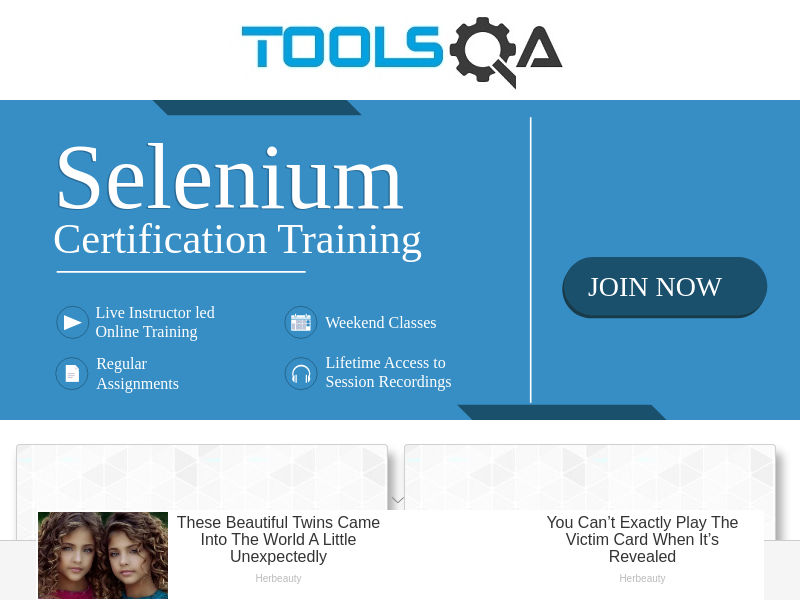 TOOLSQA
Selenium
Certification Training
JOIN NOW
Live Instructor led
Online Training
Weekend Classes
Regular
Assignments
Lifetime Access to
Session Recordings
These Beautiful Twins Came
Into The World A Little
Unexpectedly
Herbeauty
You Can’t Exactly Play The
Victim Card When It’s
Revealed
Herbeauty